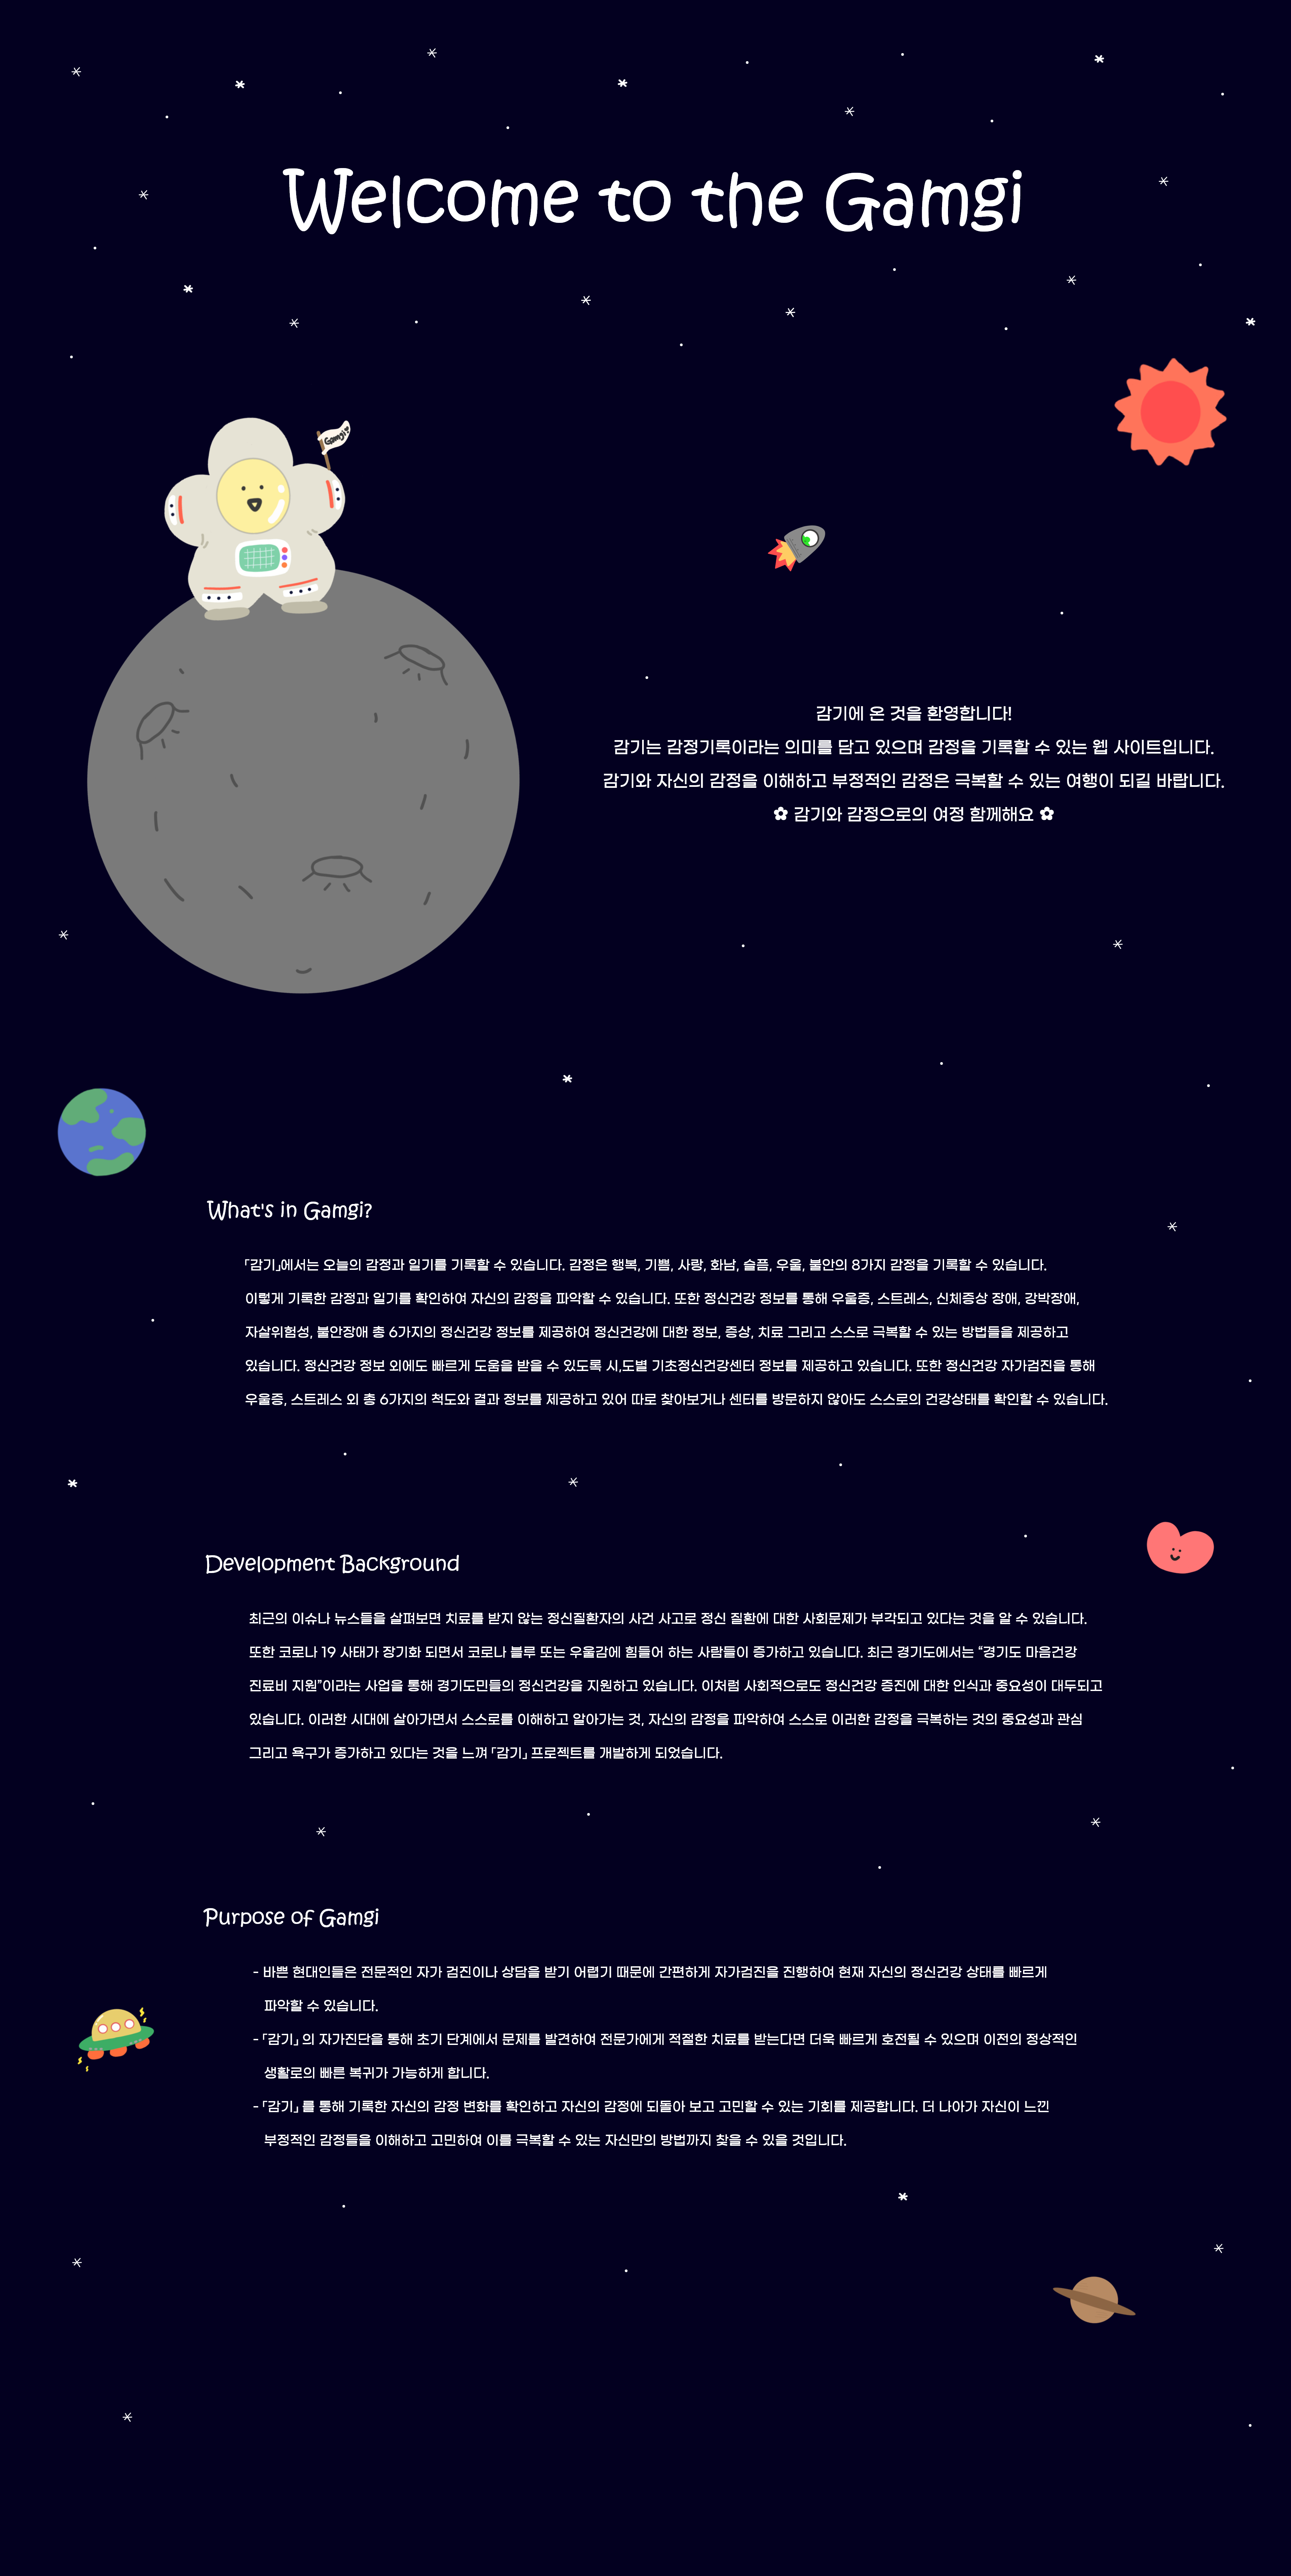 Welcome to the Gamgi
Gamgi
감기에 온 것을 환영합니다!
감기는 감정기록이라는 의미를 담고 있으며 감정을 기록할 수 있는 웹 사이트입니다.
감기와 자신의 감정을 이해하고 부정적인 감정은 극복할 수 있는 여행이 되길 바랍니다.
✿ 감기와 감정으로의 여정 함께해요 ✿
What's in Gamgi?
「감기」에서는 오늘의 감정과 일기를 기록할 수 있습니다. 감정은 행복, 기쁨, 사랑, 화남, 슬픔, 우울, 불안의 8가지 감정을 기록할 수 있습니다.
이렇게 기록한 감정과 일기를 확인하여 자신의 감정을 파악할 수 있습니다. 또한 정신건강 정보를 통해 우울증, 스트레스, 신체증상 장애, 강박장애,
자살위험성, 불안장애 총 6가지의 정신건강 정보를 제공하여 정신건강에 대한 정보, 증상, 치료 그리고 스스로 극복할 수 있는 방법들을 제공하고
있습니다. 정신건강 정보 외에도 빠르게 도움을 받을 수 있도록 시,도별 기초정신건강센터 정보를 제공하고 있습니다. 또한 정신건강 자가검진을 통해
우울증, 스트레스 외 총 6가지의 척도와 결과 정보를 제공하고 있어 따로 찾아보거나 센터를 방문하지 않아도 스스로의 건강상태를 확인할 수 있습니다.
Development Background
최근의 이슈나 뉴스들을 살펴보면 치료를 받지 않는 정신질환자의 사건 사고로 정신 질환에 대한 사회문제가 부각되고 있다는 것을 알 수 있습니다.
또한 코로나 19 사태가 장기화 되면서 코로나 블루 또는 우울감에 힘들어 하는 사람들이 증가하고 있습니다. 최근 경기도에서는 “경기도 마음건강
진료비 지원”이라는 사업을 통해 경기도민들의 정신건강을 지원하고 있습니다. 이처럼 사회적으로도 정신건강 증진에 대한 인식과 중요성이 대두되고
있습니다. 이러한 시대에 살아가면서 스스로를 이해하고 알아가는 것, 자신의 감정을 파악하여 스스로 이러한 감정을 극복하는 것의 중요성과 관심
그리고 욕구가 증가하고 있다는 것을 느껴 「감기」 프로젝트를 개발하게 되었습니다.
Purpose of Gamgi
- 바쁜 현대인들은 전문적인 자가 검진이나 상담을 받기 어렵기 때문에 간편하게 자가검진을 진행하여 현재 자신의 정신건강 상태를 빠르게
파악할 수 있습니다.
- 「감기」 의 자가진단을 통해 초기 단계에서 문제를 발견하여 전문가에게 적절한 치료를 받는다면 더욱 빠르게 호전될 수 있으며 이전의 정상적인
생활로의 빠른 복귀가 가능하게 합니다.
- 「감기」 를 통해 기록한 자신의 감정 변화를 확인하고 자신의 감정에 되돌아 보고 고민할 수 있는 기회를 제공합니다. 더 나아가 자신이 느낀
부정적인 감정들을 이해하고 고민하여 이를 극복할 수 있는 자신만의 방법까지 찾을 수 있을 것입니다.